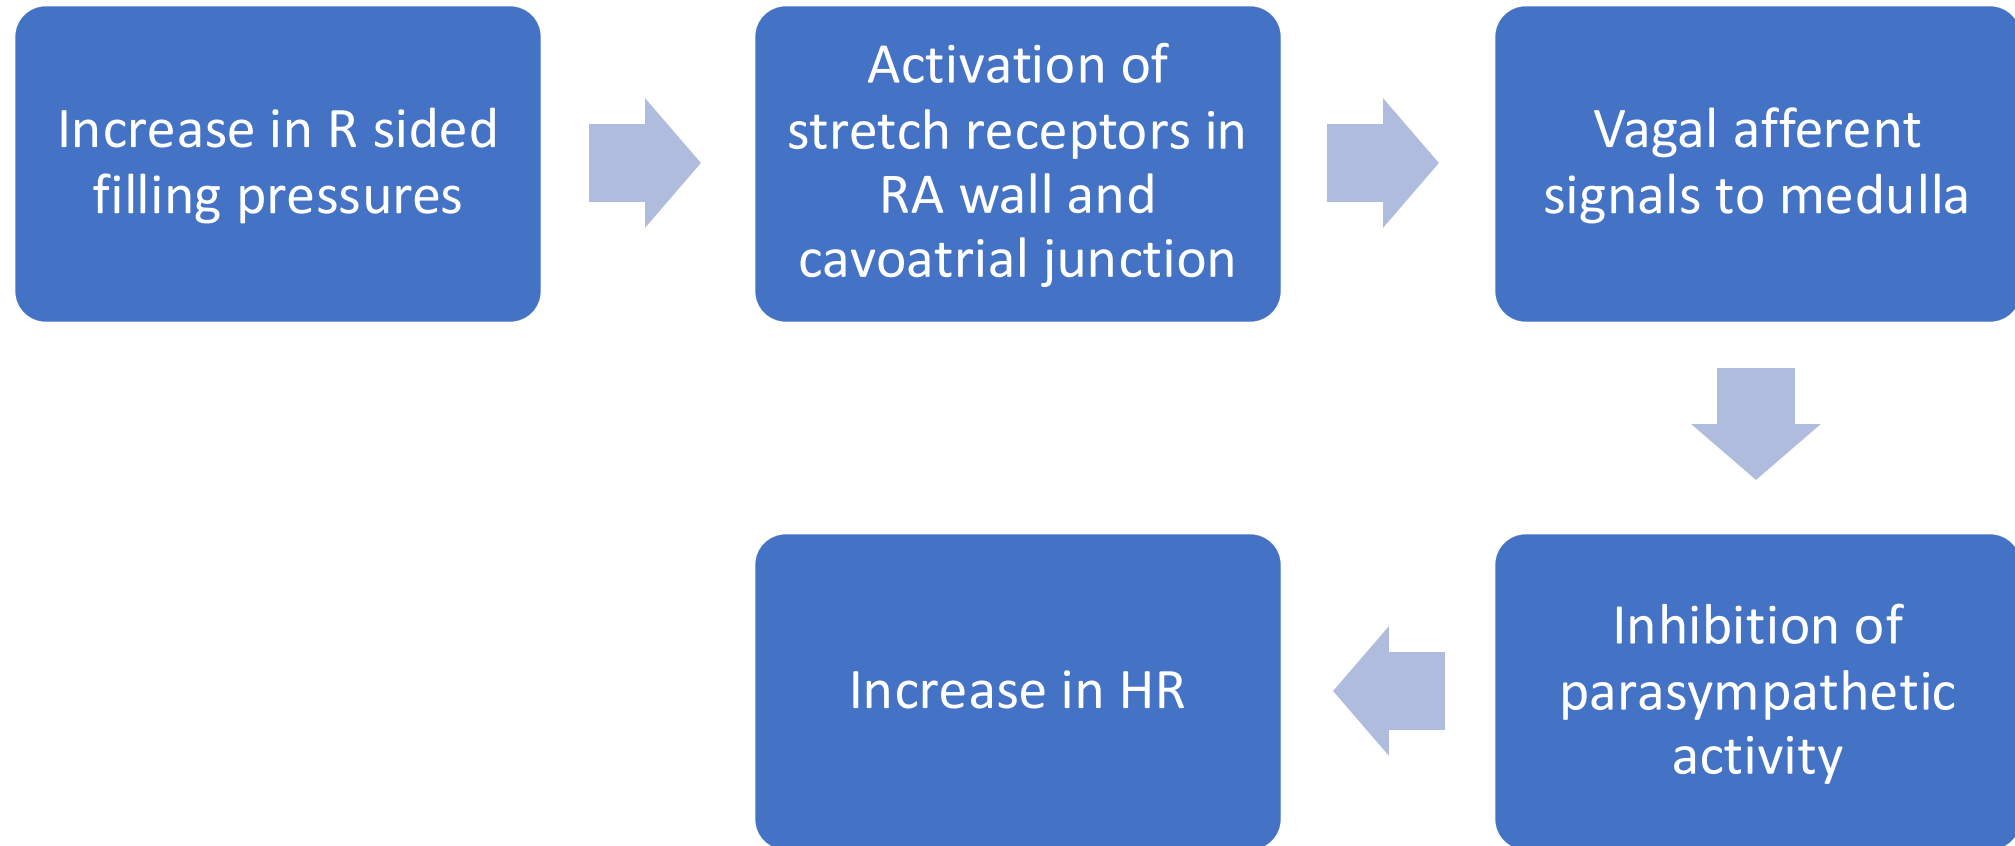 Increase in R sided
filling pressures
Activation of
stretch receptors in
RA wall and
cavoatrial junction
Vagal afferent
signals to medulla
Inhibition of
parasympathetic
activity
Increase in HR